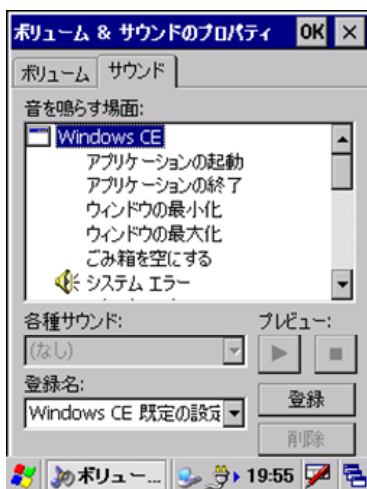 ボリューム & サウンドのプロパティ OK ×
ボリューム サウンド
音を鳴らす場面:
Windows CE
アプリケーションの起動
アプリケーションの終了
ウィンドウの最小化
ウィンドウの最大化
ごみ箱を空にする
システム エラー
各種サウンド: プレビュー:
(なし)
登録名:
Windows CE 既定の設定 登録
削除
ボリュー... 19:55